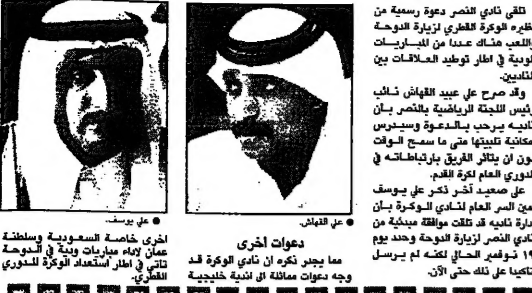 تلقى نادي النصر دعوة رسمية من
نظيره الوكرة القطري لزيارة الدوحة
واللعب هناك عددا من المباريات
الودية في اطار توطيد العلاقات بين
الناديين.
وقد صرح علي عبيد القهاش نائب
رئيس اللجنة الرياضية بالنصر بان
ناديه يرحب بالدعوة وسيدرس
امكانية تلبيتها متى ما سمح الوقت
دون ان يتأثر الفريق بارتباطاته في
الدوري العام لكرة القدم.
على صعيد آخر ذكر علي يوسف
امين السر العام لنادي الوكرة بان
ادارة ناديه قد تلقت موافقة مبدئية من
نادي النصر لزيارة الدوحة وحدد يوم
نوفمبر الحالي لكنه لم يرسل
تأكيدا على ذلك حتى الآن.
● علي القهاش.
دعوات اخرى
مما يجدر ذكره ان نادي الوكرة قد
وجه دعوات مماثلة الى اندية خليجية
● علي يوسف.
اخرى خاصة السعودية وسلطنة
عمان لاداء مباريات ودية في الدوحة
تأتي في اطار استعداد الوكرة للدوري
القطري.